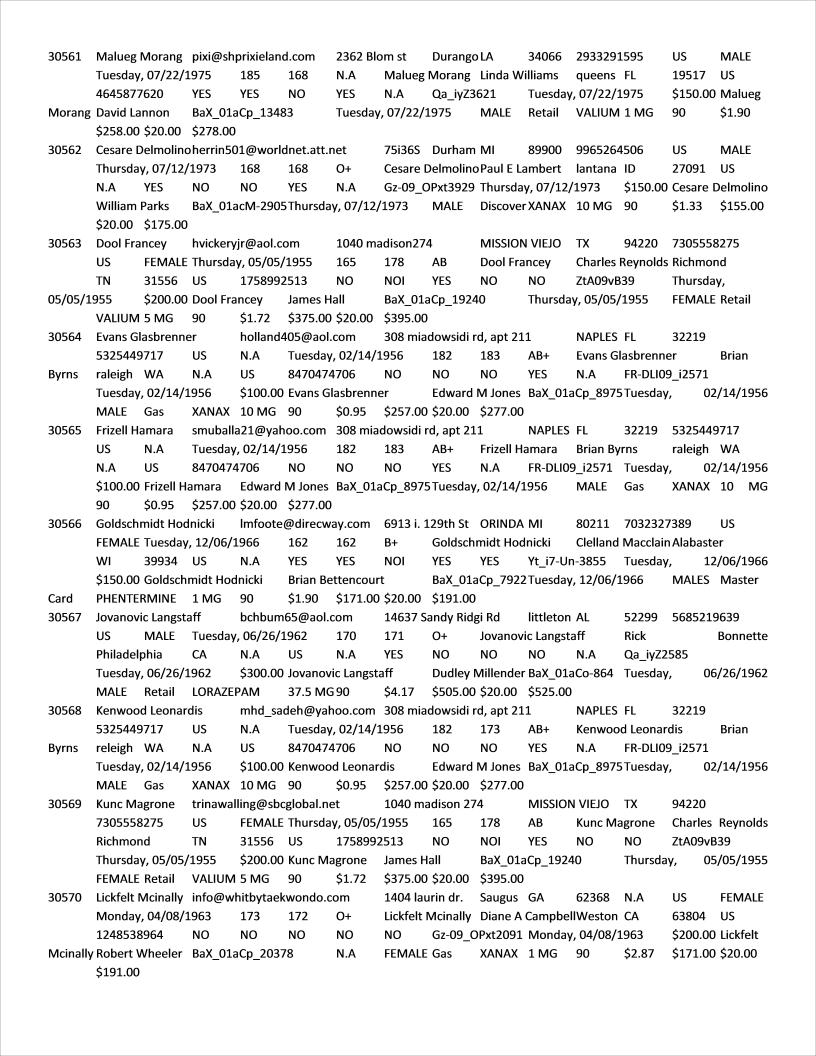 30561 Malueg Morang pixi@shprixieland.com 2362 Blom st Durango LA 34066 2933291595 US MALE
Tuesday, 07/22/1975 185 168 N.A Malueg Morang Linda Williams queens FL 19517 US
4645877620 YES YES NO YES N.A Qa_iyZ3621 Tuesday, 07/22/1975 $150.00 Malueg
Morang David Lannon BaX_01aCp_13483 Tuesday, 07/22/1975 MALE Retail VALIUM 1 MG 90 $1.90
$258.00 $20.00 $278.00
30562 Cesare Delmolino herrin501@worldnet.att.net 75i36S Durham MI 89900 9965264506 US MALE
Thursday, 07/12/1973 168 168 O+ Cesare Delmolino Paul E Lambert lantana ID 27091 US
N.A YES NO NO YES N.A Gz-09_OPxt3929 Thursday, 07/12/1973 $150.00 Cesare Delmolino
William Parks BaX_01acM-2905 Thursday, 07/12/1973 MALE Discover XANAX 10 MG 90 $1.33 $155.00
$20.00 $175.00
30563 Dool Francey hvickeryjr@aol.com 1040 madison274 MISSION VIEJO TX 94220 7305558275
US FEMALE Thursday, 05/05/1955 165 178 AB Dool Francey Charles Reynolds Richmond
TN 31556 US 1758992513 NO NOI YES NO NO ZtA09vB39 Thursday,
05/05/1955 $200.00 Dool Francey James Hall BaX_01aCp_19240 Thursday, 05/05/1955 FEMALE Retail
VALIUM 5 MG 90 $1.72 $375.00 $20.00 $395.00
30564 Evans Glasbrenner holland405@aol.com 308 miadowsidi rd, apt 211 NAPLES FL 32219
5325449717 US N.A Tuesday, 02/14/1956 182 183 AB+ Evans Glasbrenner Brian
Byrns raleigh WA N.A US 8470474706 NO NO NO YES N.A FR-DLI09_i2571
Tuesday, 02/14/1956 $100.00 Evans Glasbrenner Edward M Jones BaX_01aCp_8975 Tuesday, 02/14/1956
MALE Gas XANAX 10 MG 90 $0.95 $257.00 $20.00 $277.00
30565 Frizell Hamara smuballa21@yahoo.com 308 miadowsidi rd, apt 211 NAPLES FL 32219 5325449717
US N.A Tuesday, 02/14/1956 182 183 AB+ Frizell Hamara Brian Byrns raleigh WA
N.A US 8470474706 NO NO NO YES N.A FR-DLI09_i2571 Tuesday, 02/14/1956
$100.00 Frizell Hamara Edward M Jones BaX_01aCp_8975 Tuesday, 02/14/1956 MALE Gas XANAX 10 MG
90 $0.95 $257.00 $20.00 $277.00
30566 Goldschmidt Hodnicki lmfoote@direcway.com 6913 i. 129th St ORINDA MI 80211 7032327389 US
FEMALE Tuesday, 12/06/1966 162 162 B+ Goldschmidt Hodnicki Clelland Macclain Alabaster
WI 39934 US N.A YES YES NOI YES YES Yt_i7-Un-3855 Tuesday, 12/06/1966
$150.00 Goldschmidt Hodnicki Brian Bettencourt BaX_01aCp_7922 Tuesday, 12/06/1966 MALES Master
Card PHENTERMINE 1 MG 90 $1.90 $171.00 $20.00 $191.00
30567 Jovanovic Langstaff bchbum65@aol.com 14637 Sandy Ridgi Rd littleton AL 52299 5685219639
US MALE Tuesday, 06/26/1962 170 171 O+ Jovanovic Langstaff Rick Bonnette
Philadelphia CA N.A US N.A YES NO NO NO N.A Qa_iyZ2585
Tuesday, 06/26/1962 $300.00 Jovanovic Langstaff Dudley Millender BaX_01aCo-864 Tuesday, 06/26/1962
MALE Retail LORAZEPAM 37.5 MG 90 $4.17 $505.00 $20.00 $525.00
30568 Kenwood Leonardis mhd_sadeh@yahoo.com 308 miadowsidi rd, apt 211 NAPLES FL 32219
5325449717 US N.A Tuesday, 02/14/1956 182 173 AB+ Kenwood Leonardis Brian
Byrns releigh WA N.A US 8470474706 NO NO NO YES N.A FR-DLI09_i2571
Tuesday, 02/14/1956 $100.00 Kenwood Leonardis Edward M Jones BaX_01aCp_8975 Tuesday, 02/14/1956
MALE Gas XANAX 10 MG 90 $0.95 $257.00 $20.00 $277.00
30569 Kunc Magrone trinawalling@sbcglobal.net 1040 madison 274 MISSION VIEJO TX 94220
7305558275 US FEMALE Thursday, 05/05/1955 165 178 AB Kunc Magrone Charles Reynolds
Richmond TN 31556 US 1758992513 NO NOI YES NO NO ZtA09vB39
Thursday, 05/05/1955 $200.00 Kunc Magrone James Hall BaX_01aCp_19240 Thursday, 05/05/1955
FEMALE Retail VALIUM 5 MG 90 $1.72 $375.00 $20.00 $395.00
30570 Lickfelt Mcinally info@whitbytaekwondo.com 1404 laurin dr. Saugus GA 62368 N.A US FEMALE
Monday, 04/08/1963 173 172 O+ Lickfelt Mcinally Diane A Campbell Weston CA 63804 US
1248538964 NO NO NO NO NO Gz-09_OPxt2091 Monday, 04/08/1963 $200.00 Lickfelt
Mcinally Robert Wheeler BaX_01aCp_20378 N.A FEMALE Gas XANAX 1 MG 90 $2.87 $171.00 $20.00
$191.00